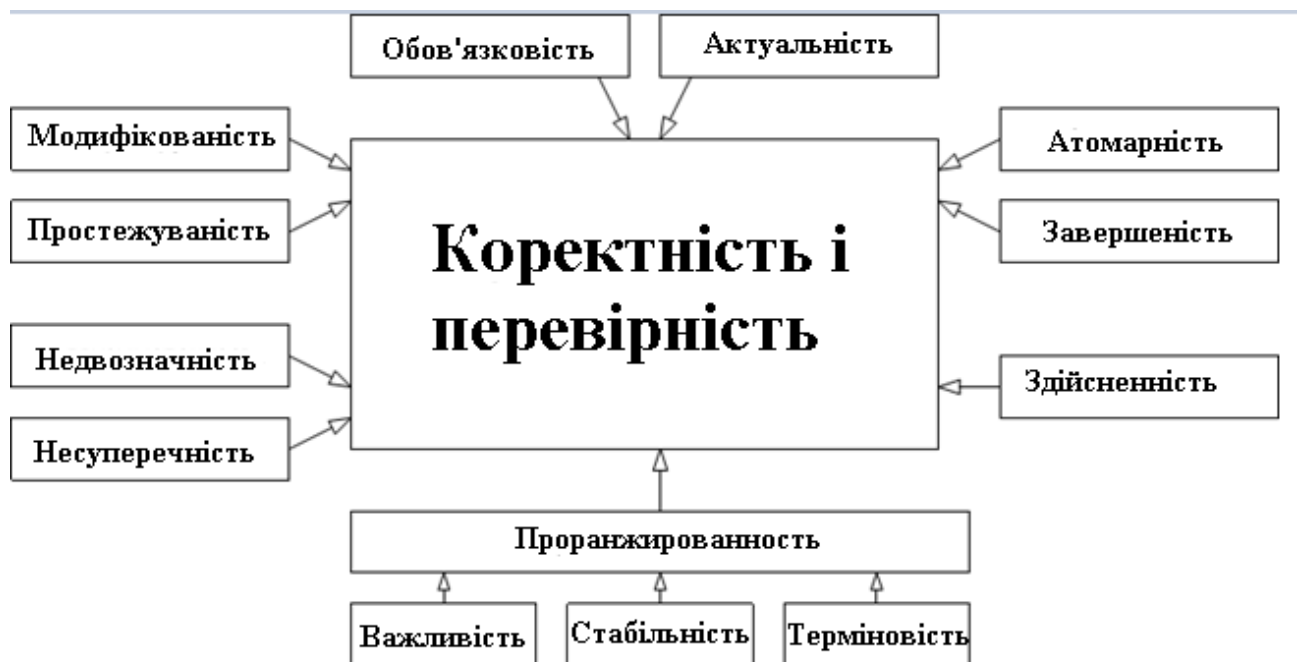 Обов'язковість
Актуальність
Модифікованість
Атомарність
Простежуваність
Завершеність
Коректність і
перевірність
Недвозначність
Здійсненність
Несуперечність
Проранжированность
Важливість
Стабільність
Терміновість